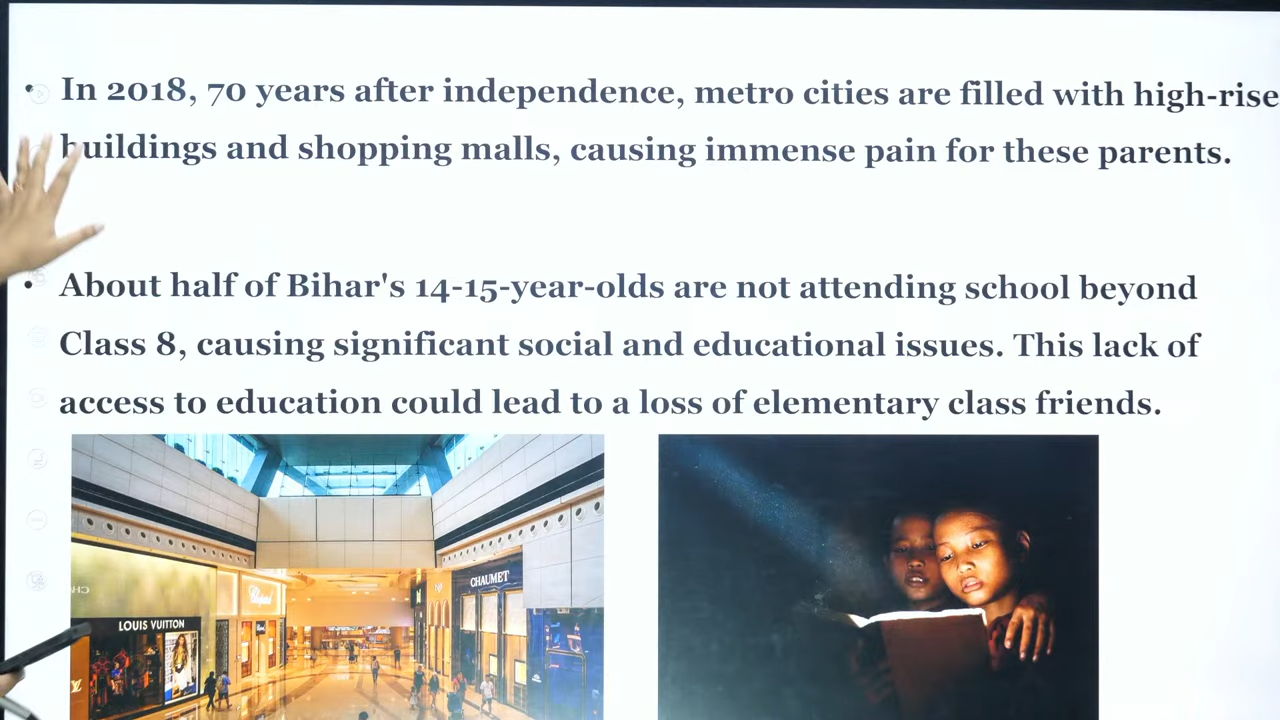 • In 2018, 70 years after independence, metro cities are filled with high-rise
buildings and shopping malls, causing immense pain for these parents.
• About half of Bihar's 14-15-year-olds are not attending school beyond
Class 8, causing significant social and educational issues. This lack of
access to education could lead to a loss of elementary class friends.
CHAUMET
Chopard
LOUIS VUITTON